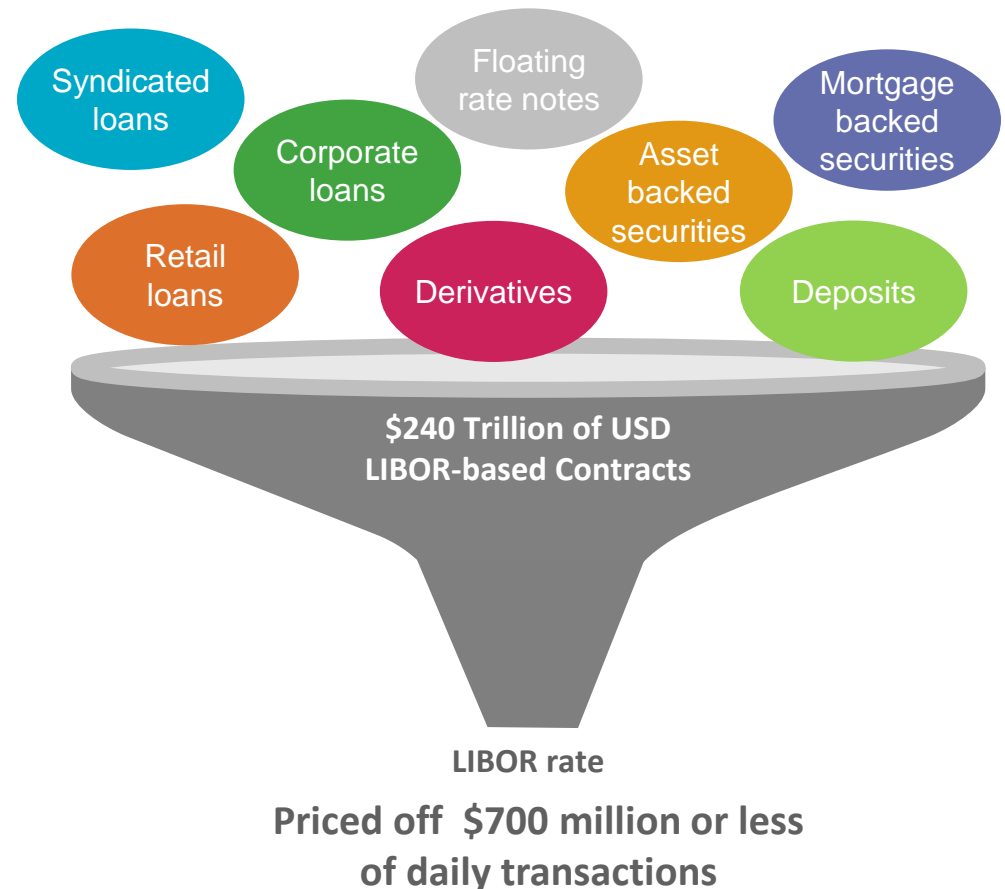 Syndicated
loans
Floating
rate notes
Mortgage
backed
securities
Corporate
loans
Asset
backed
securities
Retail
loans
Derivatives
Deposits
$240 Trillion of USD
LIBOR-based Contracts
LIBOR rate
Priced off $700 million or less
of daily transactions